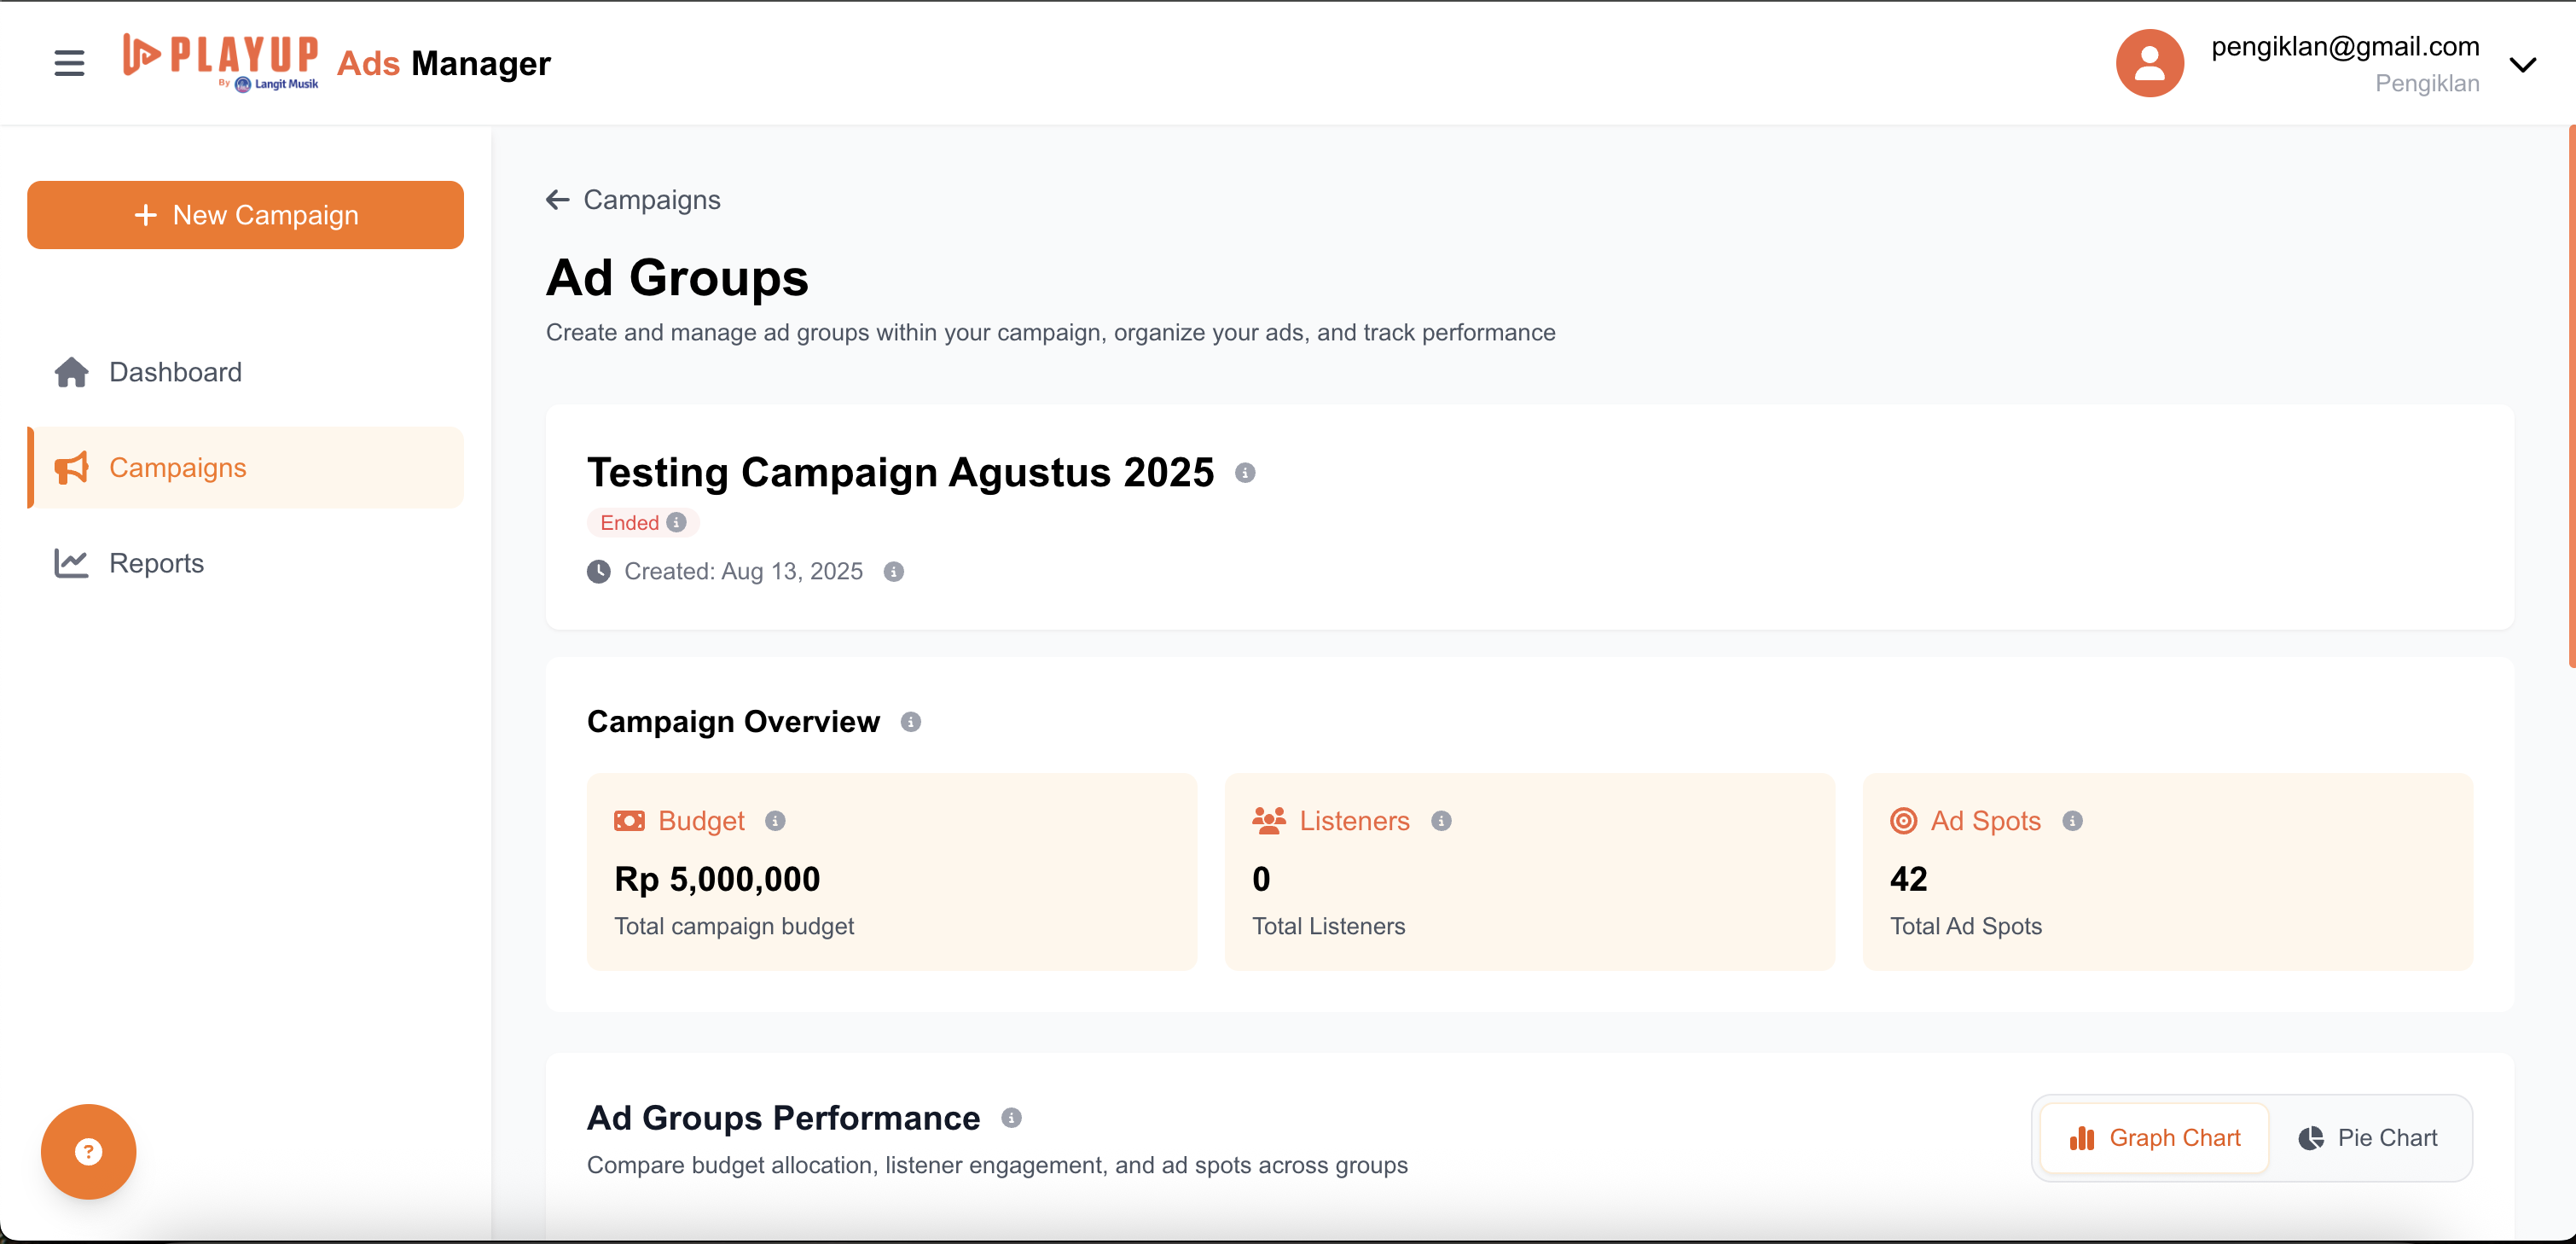 PLAYUP
By Langit Musik
Ads Manager
pengiklan@gmail.com
Pengiklan
New Campaign
Dashboard
Campaigns
Reports
Campaigns
Ad Groups
Create and manage ad groups within your campaign, organize your ads, and track performance
Testing Campaign Agustus 2025
Ended
Created: Aug 13, 2025
Campaign Overview
Budget
Rp 5,000,000
Total campaign budget
Listeners
0
Total Listeners
Ad Spots
42
Total Ad Spots
Ad Groups Performance
Compare budget allocation, listener engagement, and ad spots across groups
Graph Chart
Pie Chart
?